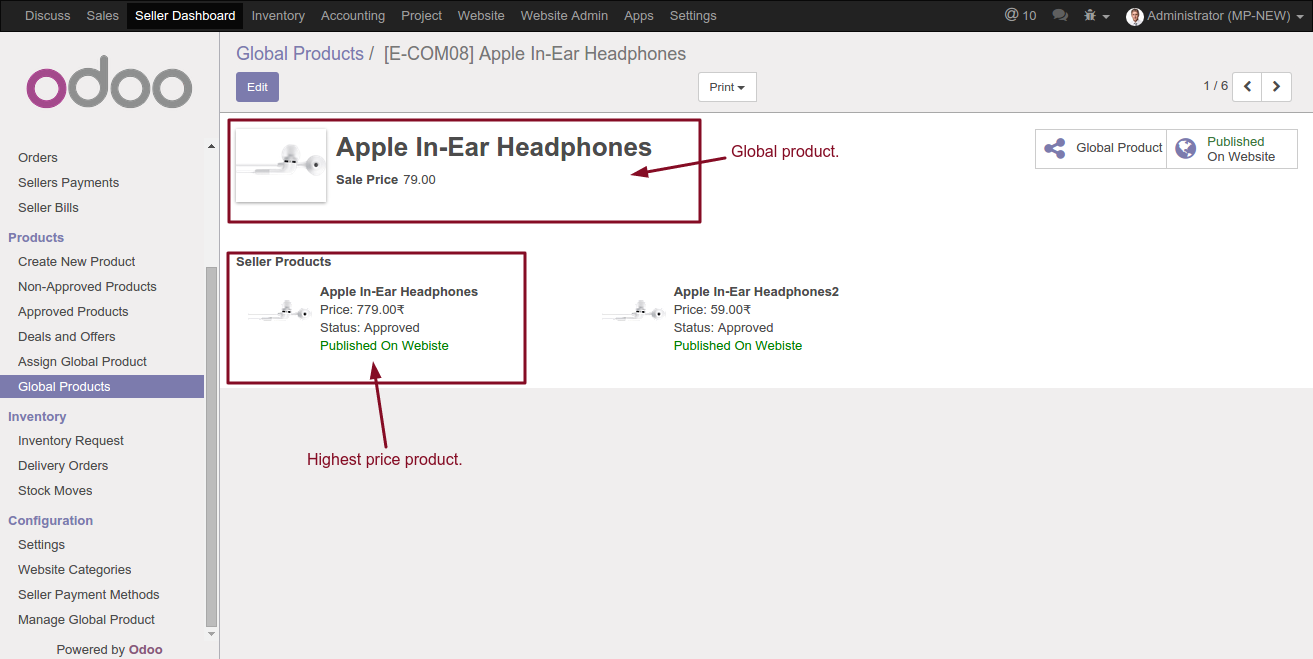 Discuss Sales Seller Dashboard Inventory Accounting Project Website Website Admin Apps Settings @ 10 Administrator (MP-NEW)
odoo
Orders
Sellers Payments
Seller Bills
Products
Create New Product
Non-Approved Products
Approved Products
Deals and Offers
Assign Global Product
Global Products
Inventory
Inventory Request
Delivery Orders
Stock Moves
Configuration
Settings
Website Categories
Seller Payment Methods
Manage Global Product
Powered by Odoo
Global Products / [E-COM08] Apple In-Ear Headphones
Edit
Print
1 / 6
Apple In-Ear Headphones
Sale Price 79.00
Global product.
Global Product
Published
On Website
Seller Products
Apple In-Ear Headphones
Price: 779.00₹
Status: Approved
Published On Webiste
Apple In-Ear Headphones2
Price: 59.00₹
Status: Approved
Published On Webiste
Highest price product.